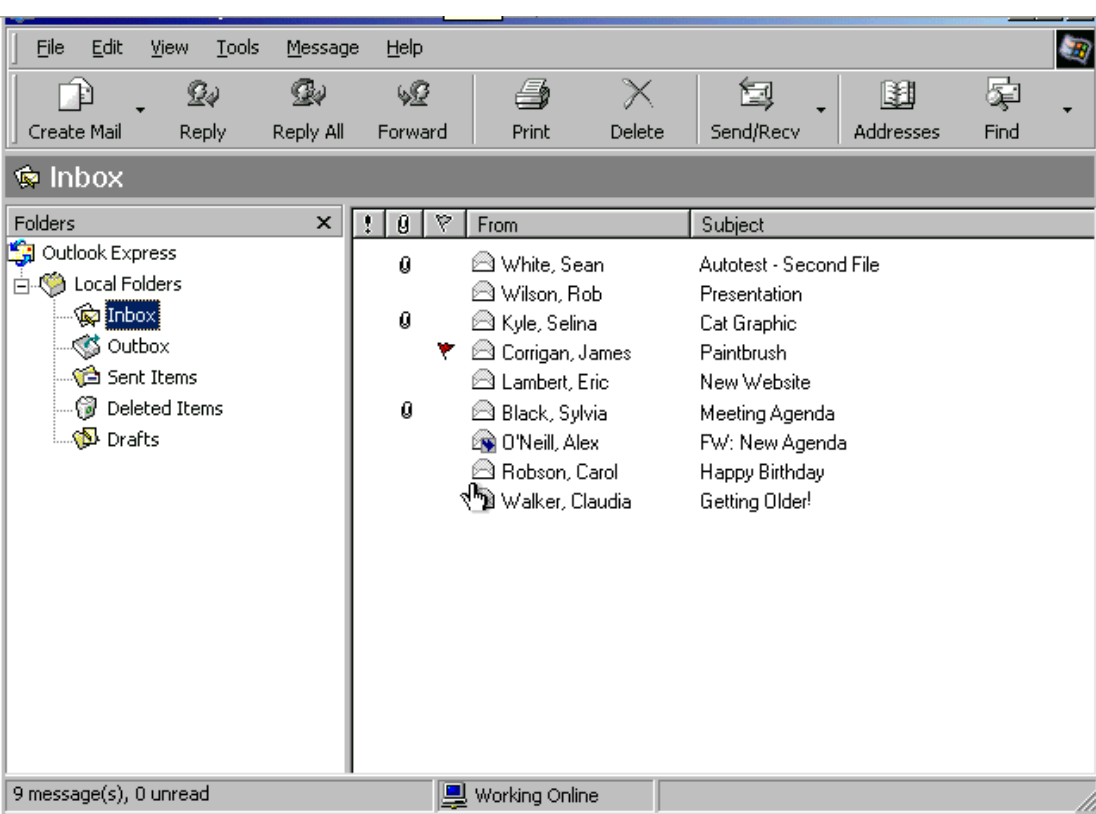 File Edit View Tools Message Help
Create Mail Reply Reply All Forward Print Delete Send/Recv Addresses Find
Inbox
Folders
! From Subject
Outlook Express
Local Folders
Inbox
Outbox
Sent Items
Deleted Items
Drafts
White, Sean Autotest - Second File
Wilson, Rob Presentation
Kyle, Selina Cat Graphic
Corrigan, James Paintbrush
Lambert, Eric New Website
Black, Sylvia Meeting Agenda
O'Neill, Alex FW: New Agenda
Robson, Carol Happy Birthday
Walker, Claudia Getting Older!
9 message(s), 0 unread Working Online